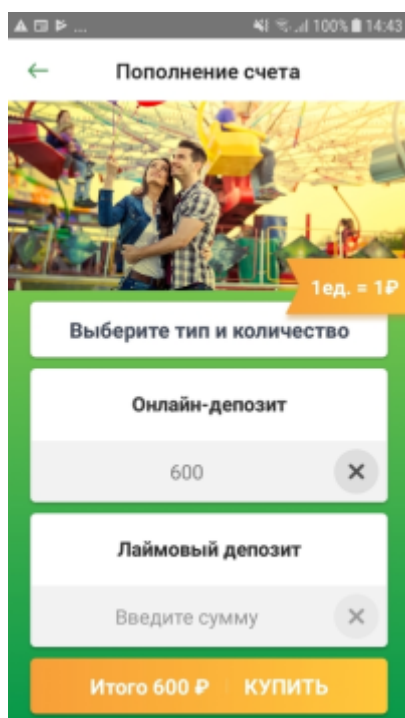 ... 100% 14:43
Пополнение счета
1ед. = 1₽
Выберите тип и количество
Онлайн-депозит
600
Лаймовый депозит
Введите сумму
Итого 600 ₽ КУПИТЬ